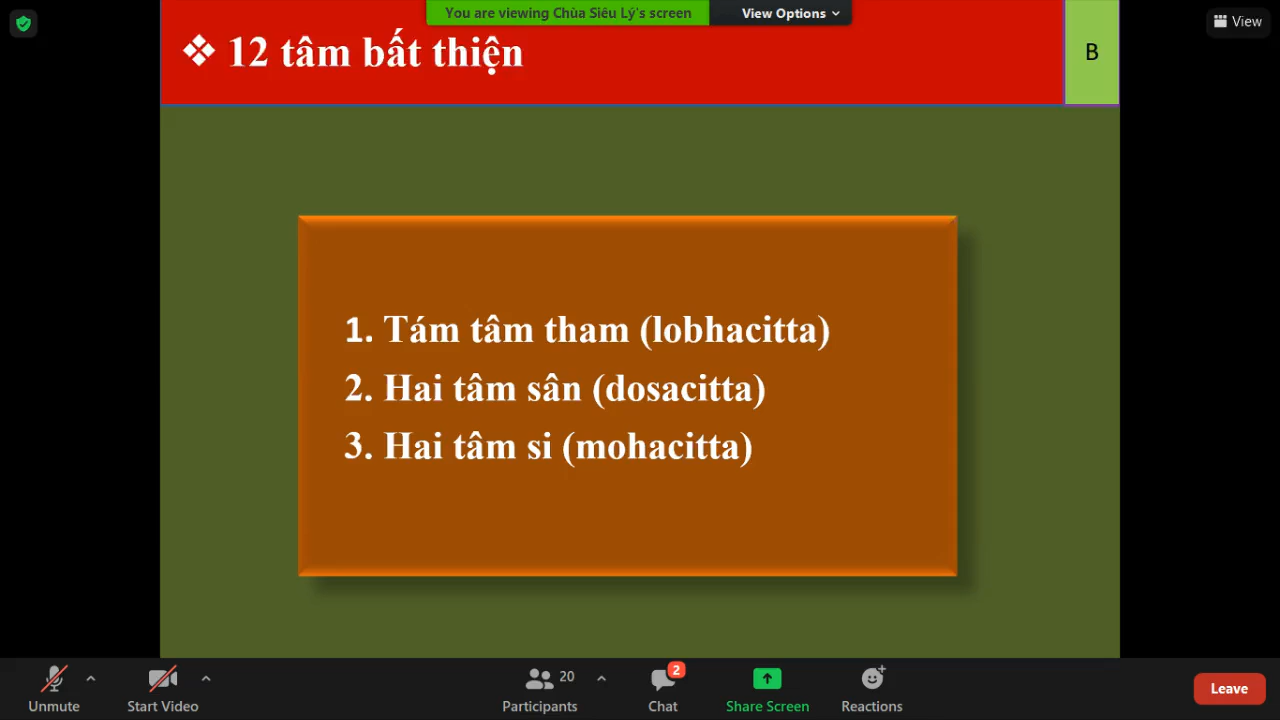 You are viewing Chùa Siêu Lý's screen
View Options
View
❖ 12 tâm bất thiện
B
1. Tám tâm tham (lobhacitta)
2. Hai tâm sân (dosacitta)
3. Hai tâm si (mohacitta)
Unmute
Start Video
20
Participants
2
Chat
Share Screen
Reactions
Leave